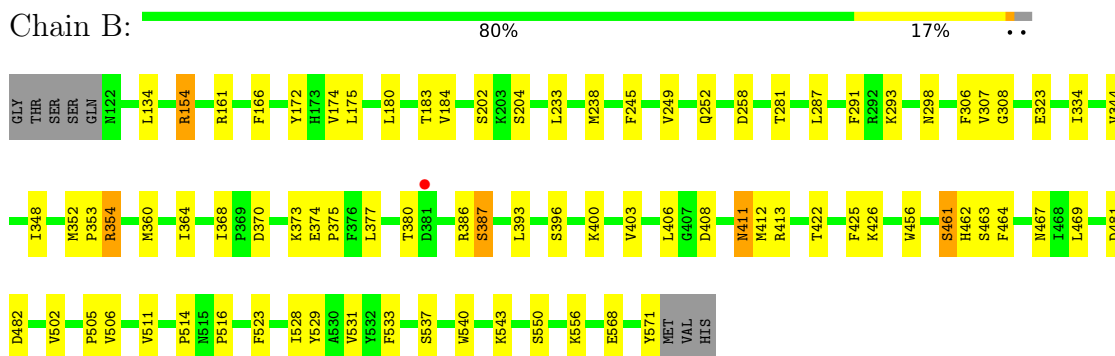 Chain B:
80% 17% • •
GLY THR SER SER GLN N122 L134 R154 R161 F166 Y172 H173 V174 L175 L180 T183 V184 S202 K203 S204 L233 M238 F245 V249 Q252 D258 T281 L287 F291 R292 K293 N298 F306 V307 G308 E323 I334 V344
I348 M352 P353 R354 M360 I364 I368 P369 D370 K373 E374 P375 F376 L377 T380 D381 R386 S387 L393 S396 K400 V403 L406 G407 D408 N411 M412 R413 T422 F425 K426 W456 S461 H462 S463 F464 N467 I468 L469 D481
D482 V502 P505 V506 V511 P514 N515 P516 F523 I528 Y529 A530 V531 Y532 F533 S537 W540 K543 S550 K556 E568 Y571 MET VAL HIS